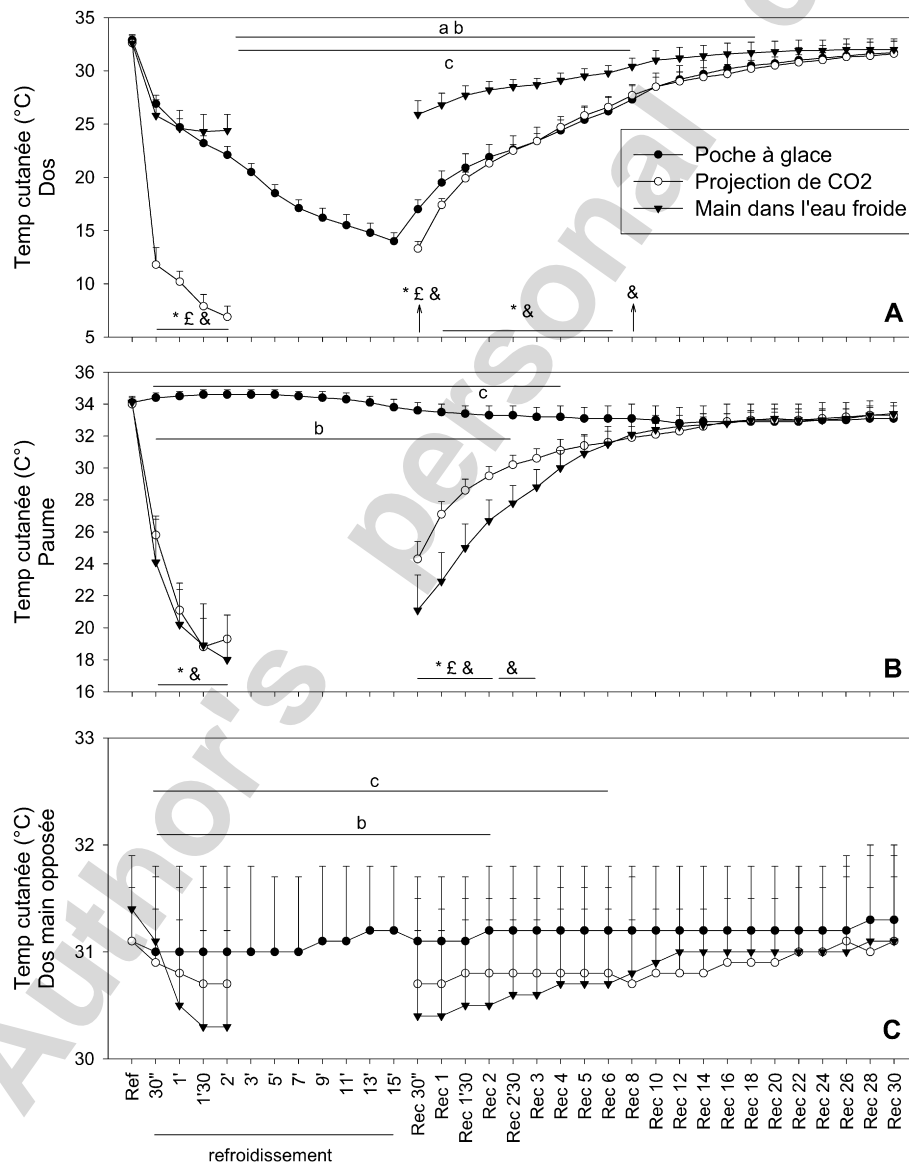 Author's personal
35
30
25
20
15
10
5
Temp cutanée (°C)
Dos
a b
c
Poche à glace
Projection de CO2
Main dans l'eau froide
* £ &
* £ &
* &
&
A
36
34
32
30
28
26
24
22
20
18
16
Temp cutanée (C°)
Paume
c
b
* &
* £ &
&
B
33
32
31
30
Temp cutanée (°C)
Dos main opposée
c
b
C
Ref
30"
1'
1'30
2'
3'
5'
7'
9'
11'
13'
15'
Rec 30"
Rec 1
Rec 1'30
Rec 2
Rec 2'30
Rec 3
Rec 4
Rec 5
Rec 6
Rec 8
Rec 10
Rec 12
Rec 14
Rec 16
Rec 18
Rec 20
Rec 22
Rec 24
Rec 26
Rec 28
Rec 30
refroidissement